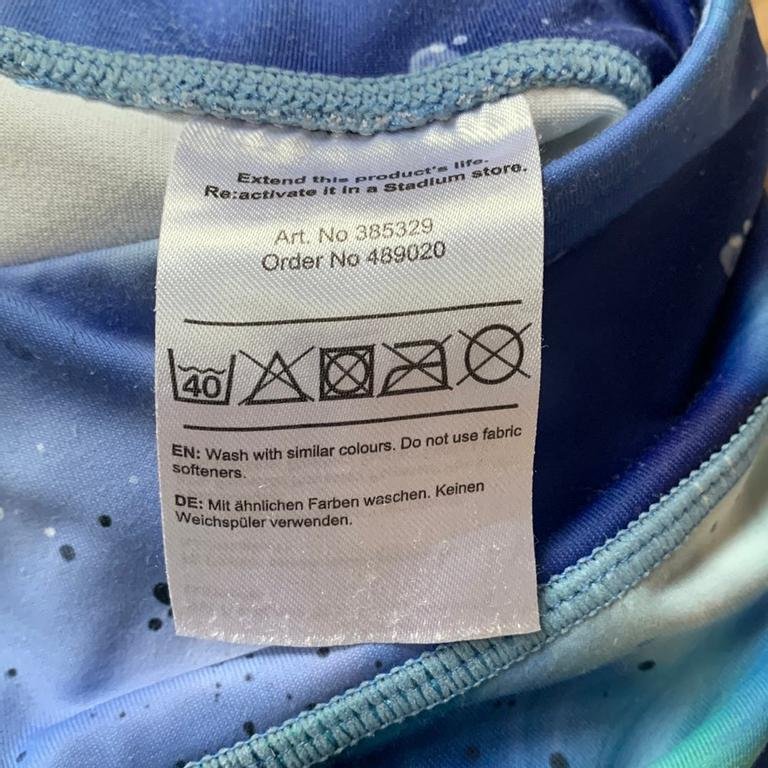 Extend this product's life.
Re:activate it in a Stadium store.
Art. No 385329
Order No 489020
40
EN: Wash with similar colours. Do not use fabric
softeners.
DE: Mit ähnlichen Farben waschen. Keinen
Weichspüler verwenden.